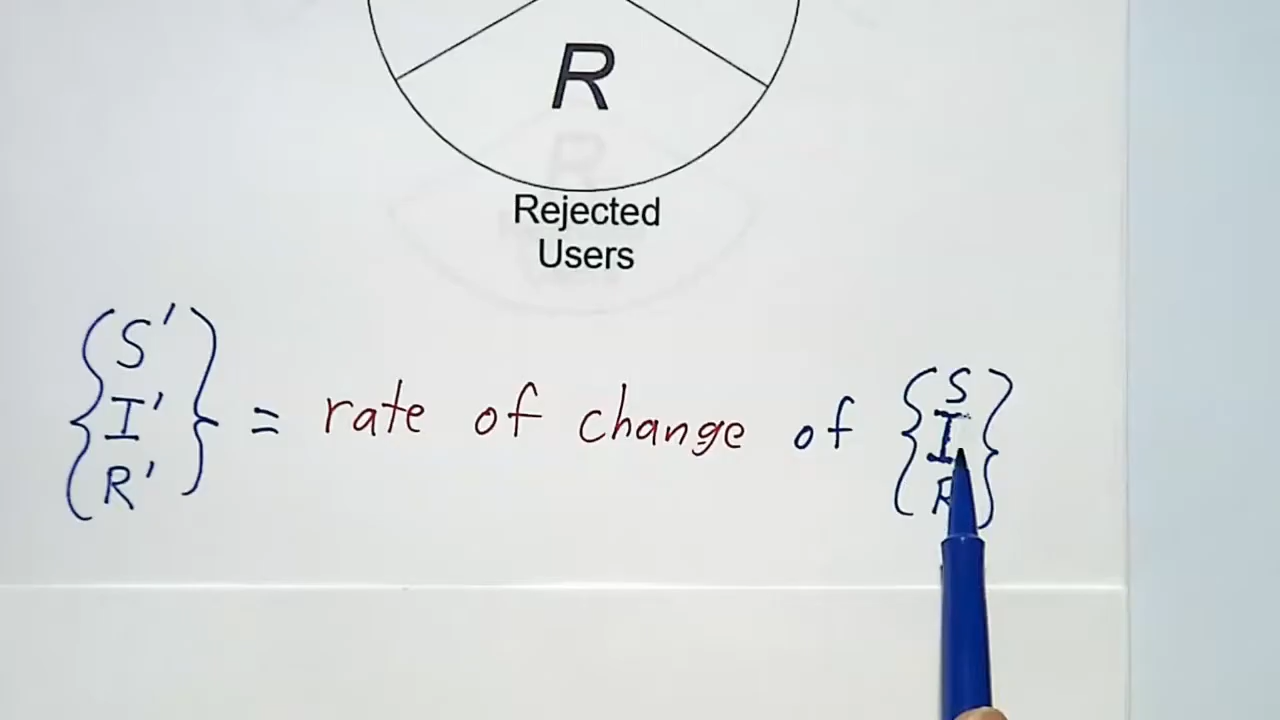 R
Rejected
Users
{S' I' R'} = rate of change of {S I R}